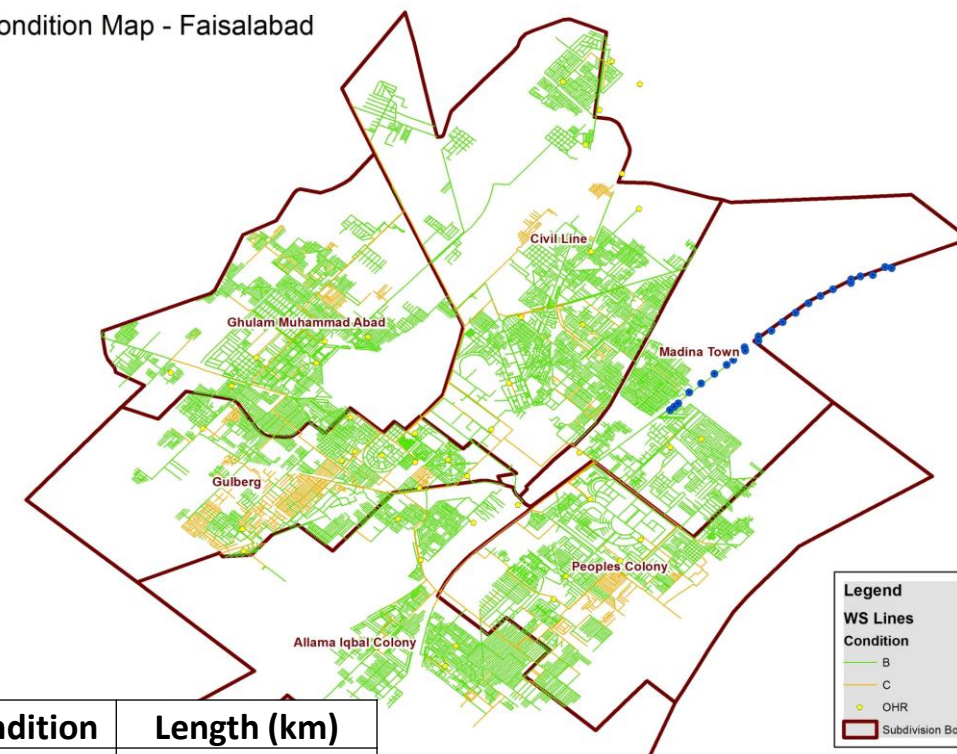 ondition Map - Faisalabad
Civil Line
Ghulam Muhammad Abad
Madina Town
Gulberg
Peoples Colony
Allama Iqbal Colony
Legend
WS Lines
Condition
B
C
OHR
Subdivision Bo
ndition Length (km)